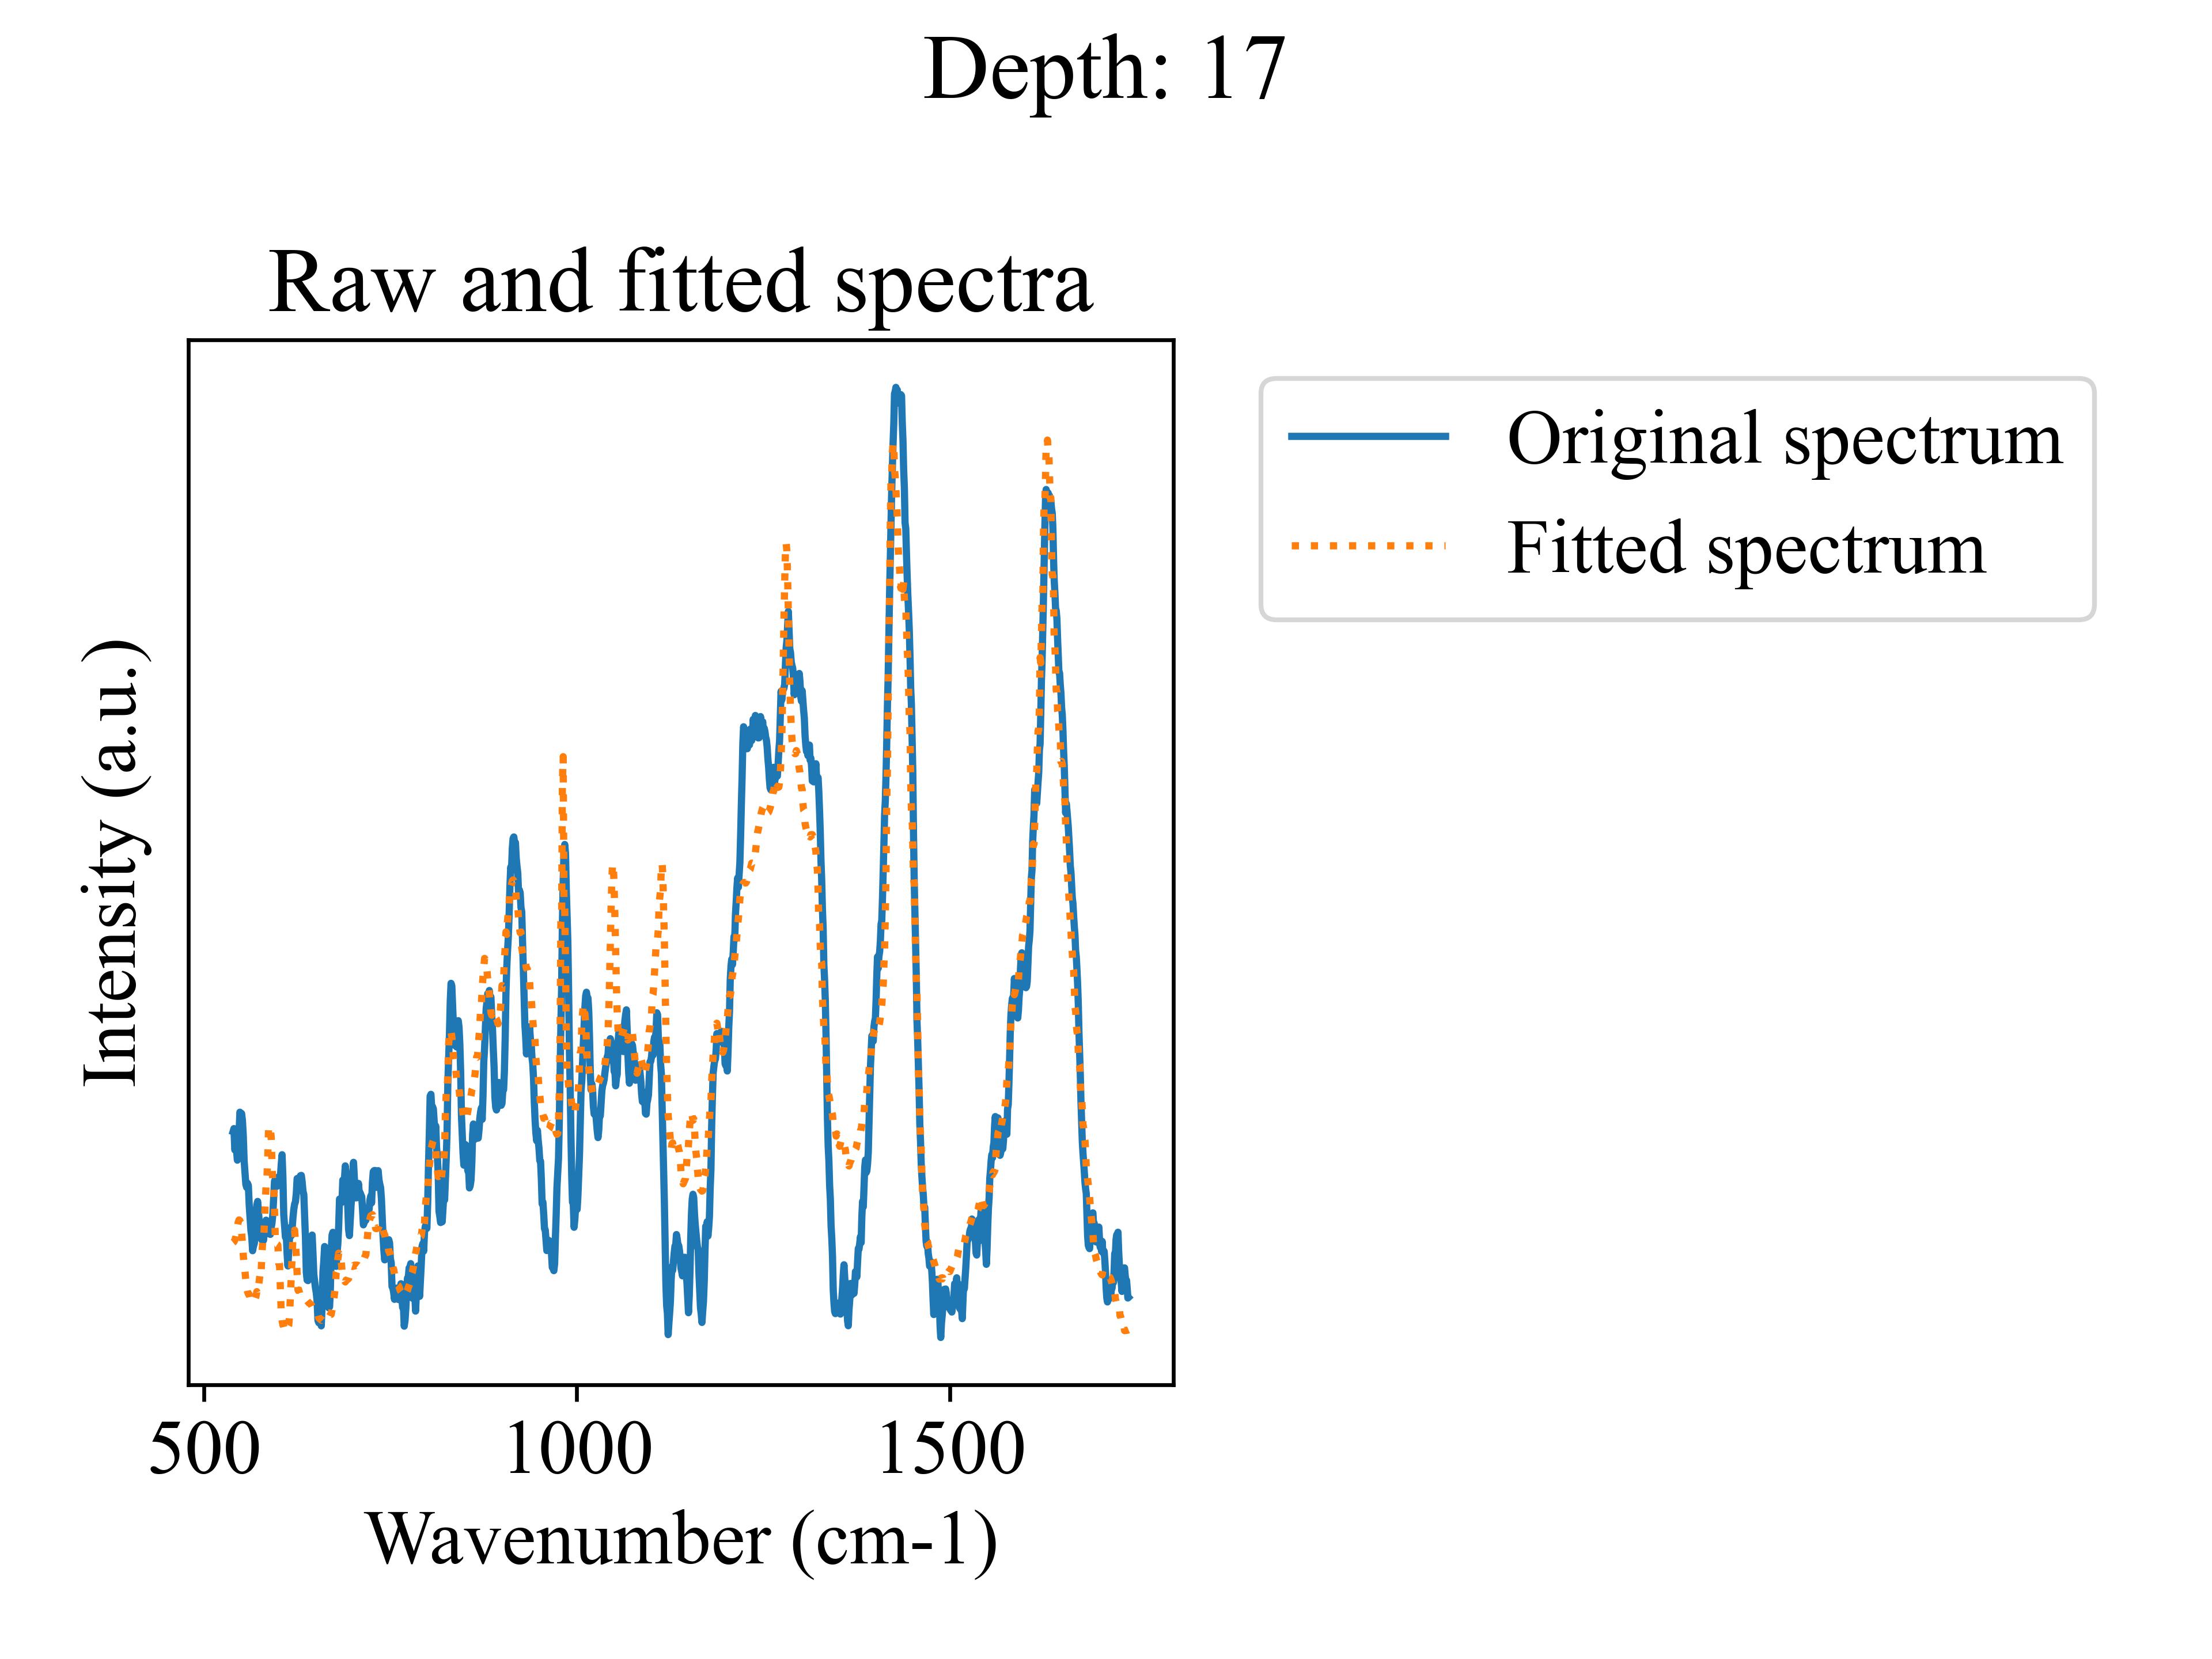 Depth: 17
Raw and fitted spectra
Original spectrum
Fitted spectrum
Intensity (a.u.)
500 1000 1500
Wavenumber (cm-1)